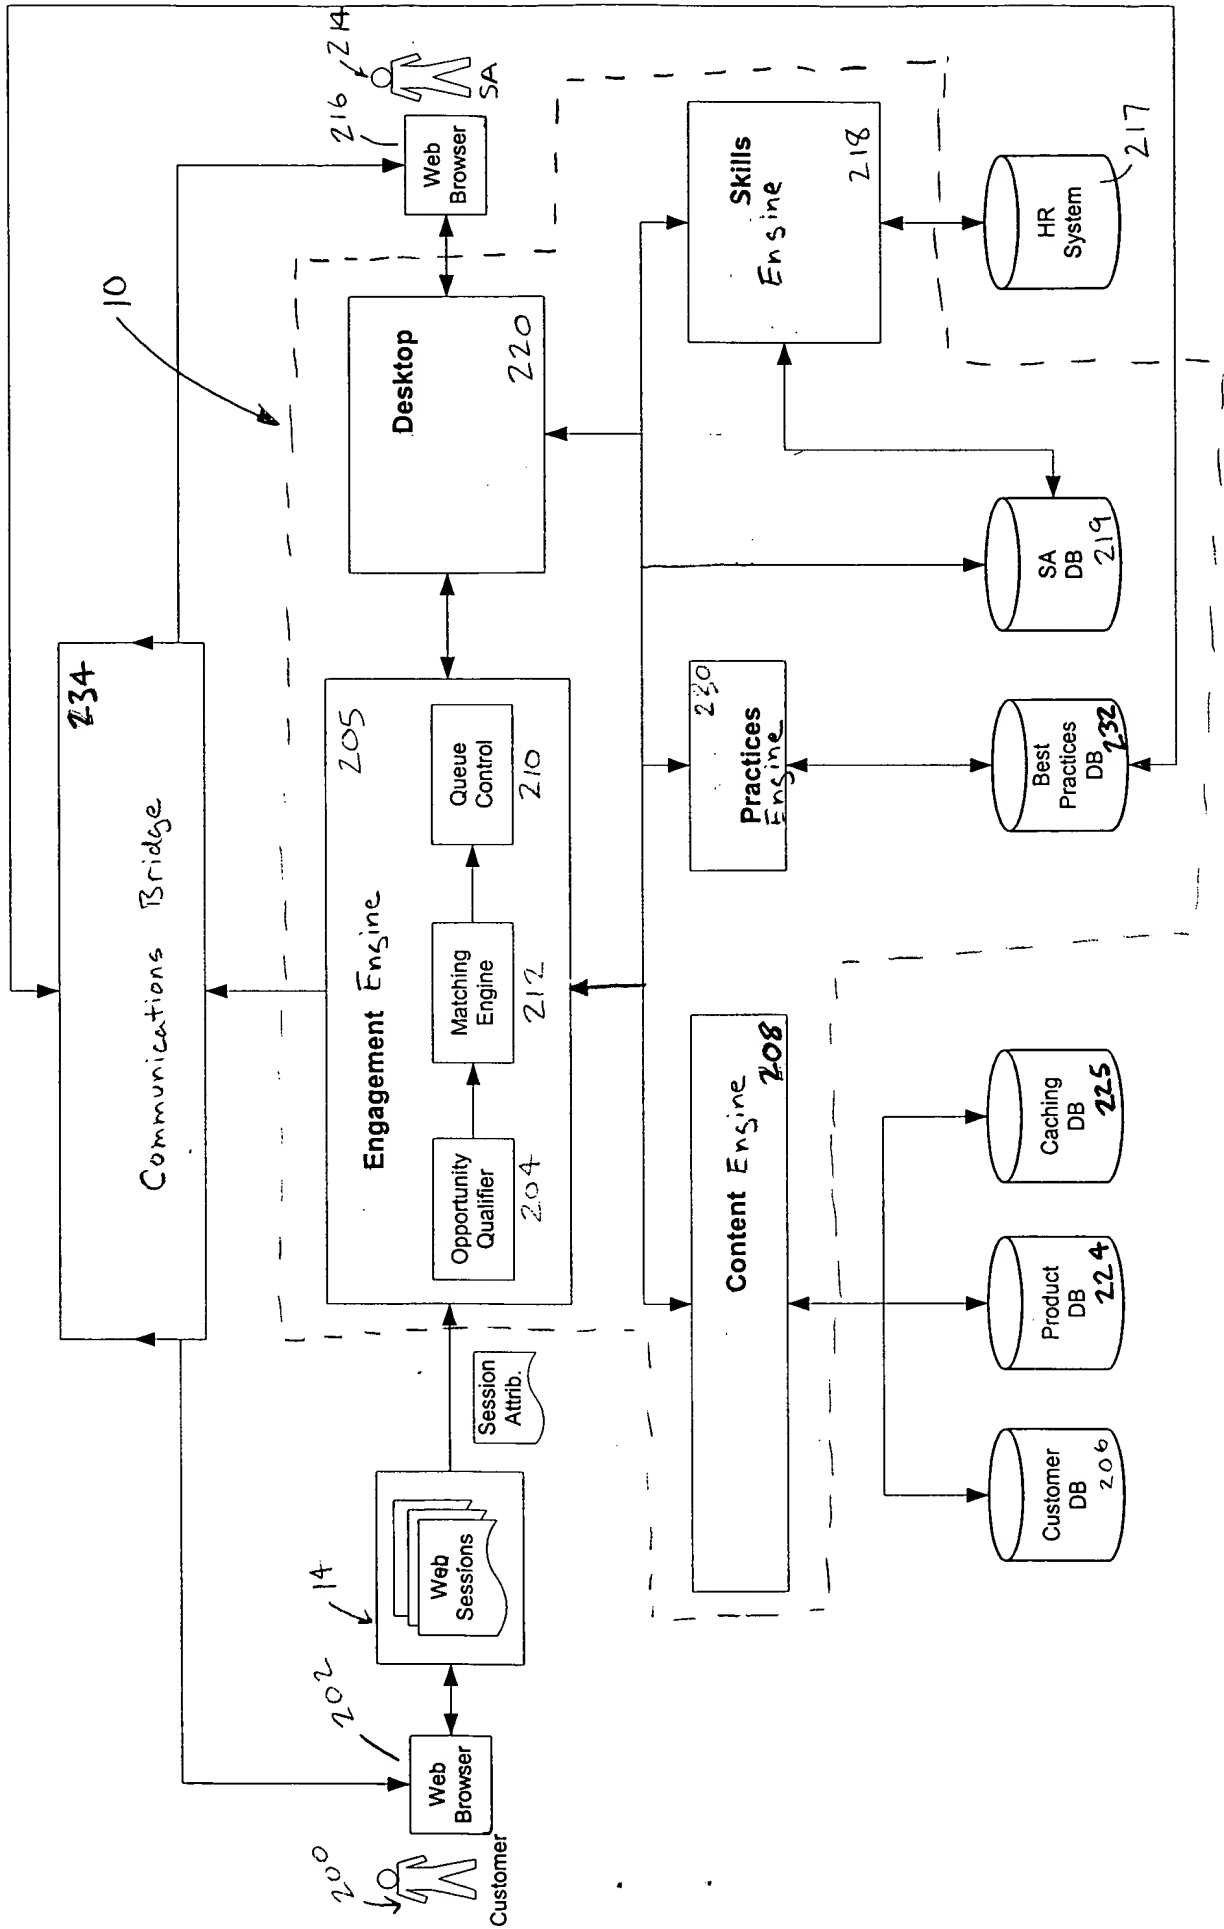 234
Communications Bridge
10
200
202
14
216
214
Customer
Web
Browser
Web
Sessions
Session
Attrib.
Engagement Engine
205
Opportunity
Qualifier
204
Matching
Engine
212
Queue
Control
210
Desktop
220
Web
Browser
SA
Content Engine
208
230
Practices
Engine
Skills
Engine
218
Customer
DB
206
Product
DB
224
Caching
DB
225
Best
Practices
DB
232
SA
DB
219
HR
System
217